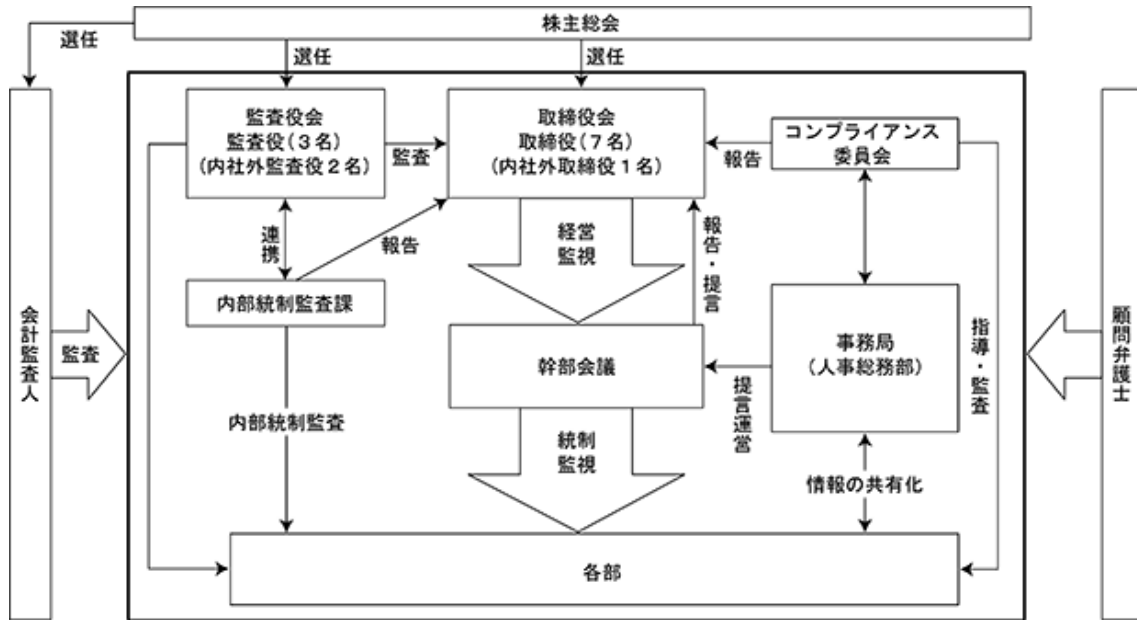 株主総会
選任
選任
選任
監査役会
監査役(3名)
(内社外監査役2名)
監査
取締役会
取締役(7名)
(内社外取締役1名)
報告
コンプライアンス
委員会
連携
報告
経営
監視
報告・提言
内部統制監査課
会計監査人
監査
幹部会議
提言運営
事務局
(人事総務部)
指導・監査
顧問弁護士
内部統制監査
統制
監視
情報の共有化
各部